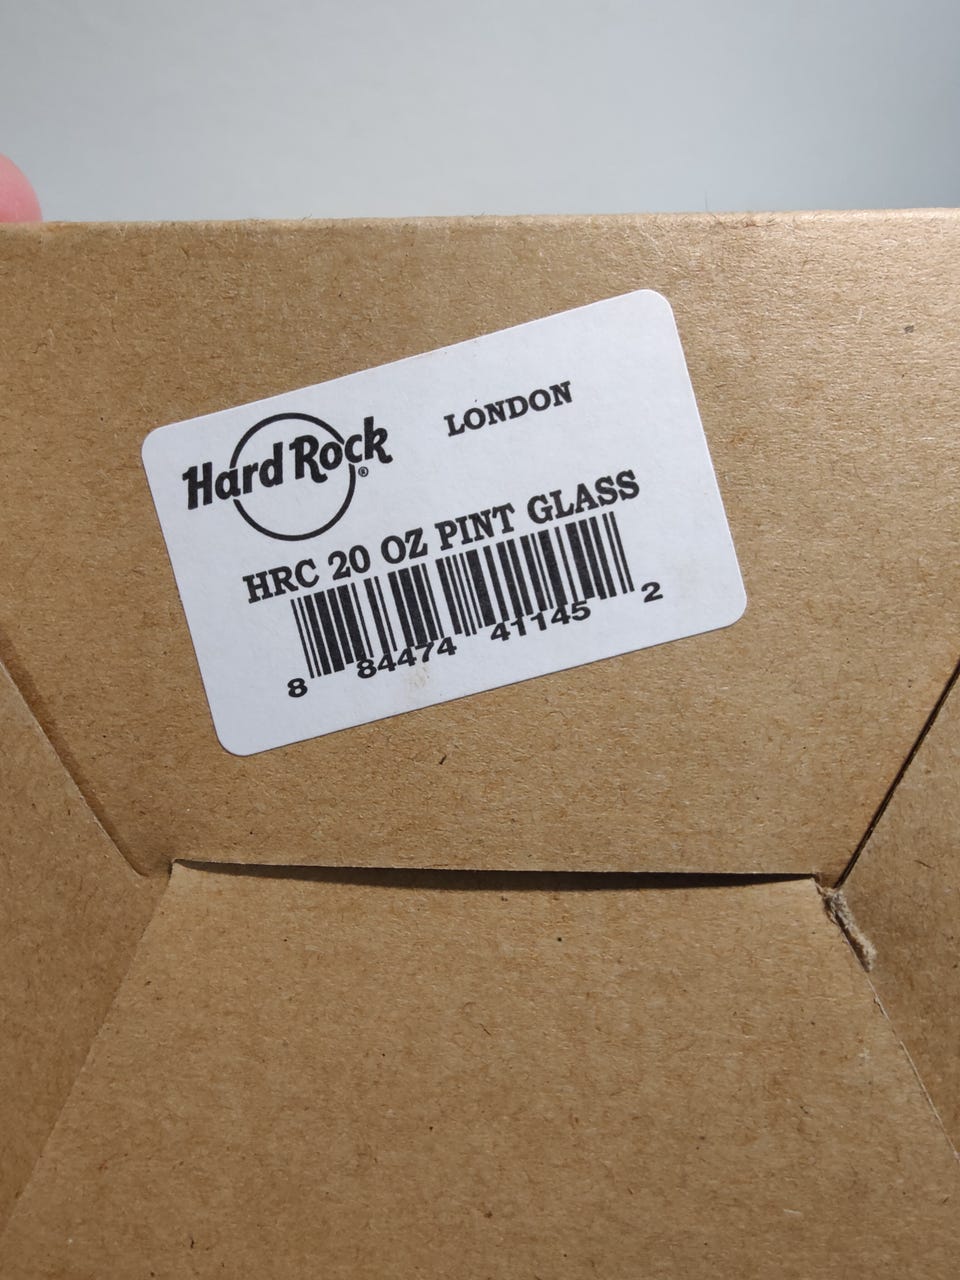 Hard Rock®
LONDON
HRC 20 OZ PINT GLASS
8 84474 41145 2